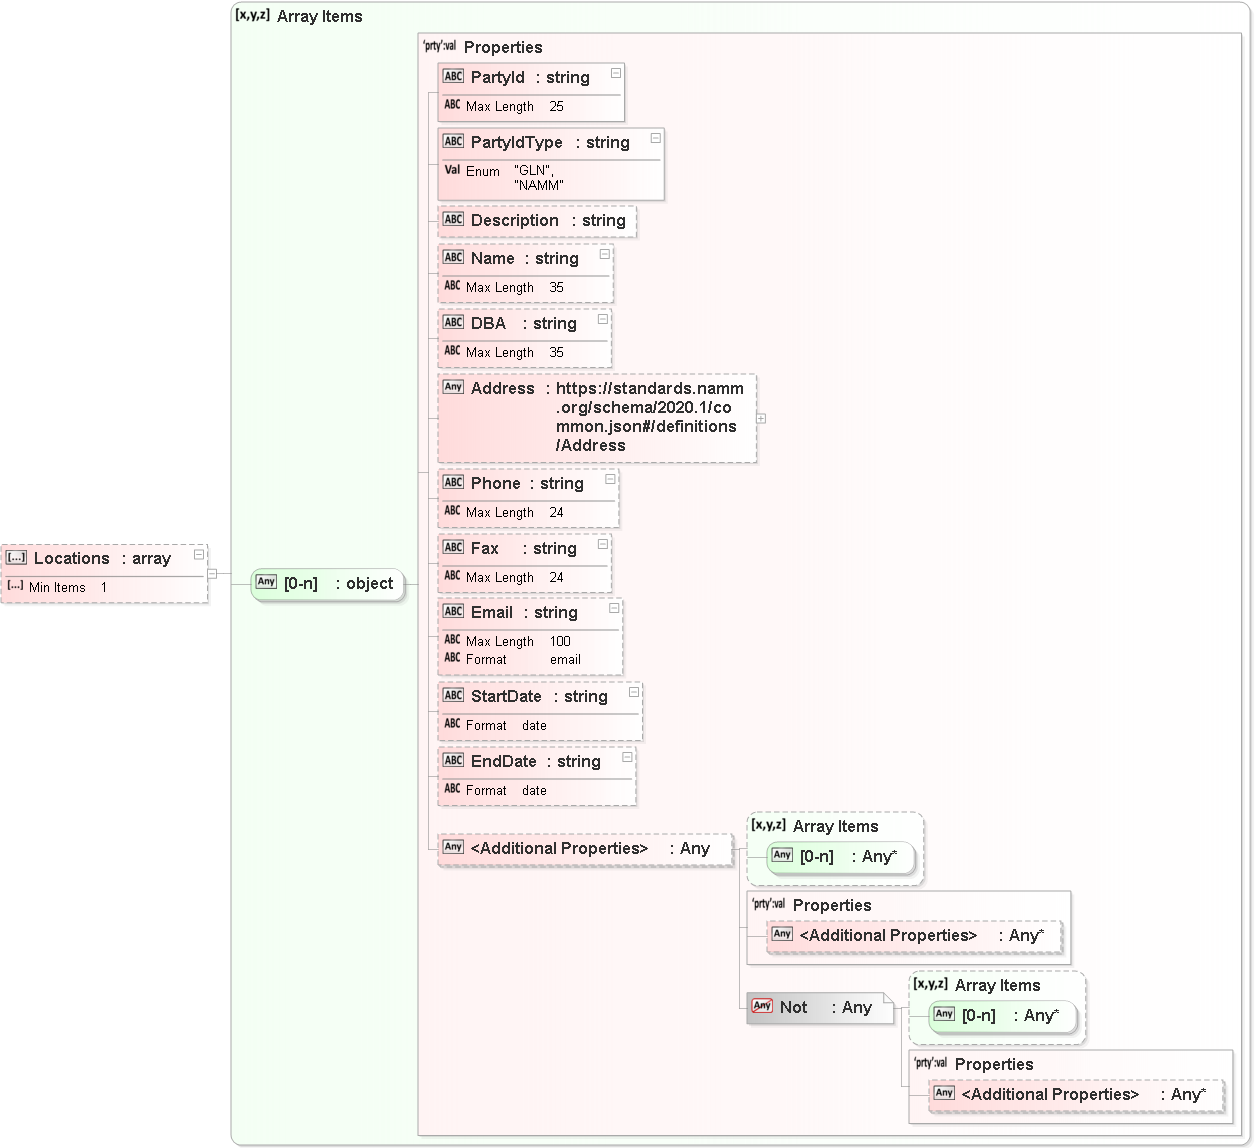 [x,y,z] Array Items
'prty':val Properties
ABC PartyId : string
ABC Max Length 25
ABC PartyIdType : string
Val Enum "GLN",
"NAMM"
ABC Description : string
ABC Name : string
ABC Max Length 35
ABC DBA : string
ABC Max Length 35
Any Address : https://standards.namm
.org/schema/2020.1/co
mmon.json#/definitions
/Address
ABC Phone : string
ABC Max Length 24
ABC Fax : string
ABC Max Length 24
[...] Locations : array
[...] Min Items 1
Any [0-n] : object
ABC Email : string
ABC Max Length 100
ABC Format email
ABC StartDate : string
ABC Format date
ABC EndDate : string
ABC Format date
Any <Additional Properties> : Any
[x,y,z] Array Items
Any [0-n] : Any*
'prty':val Properties
Any <Additional Properties> : Any*
Any Not : Any
[x,y,z] Array Items
Any [0-n] : Any*
'prty':val Properties
Any <Additional Properties> : Any*